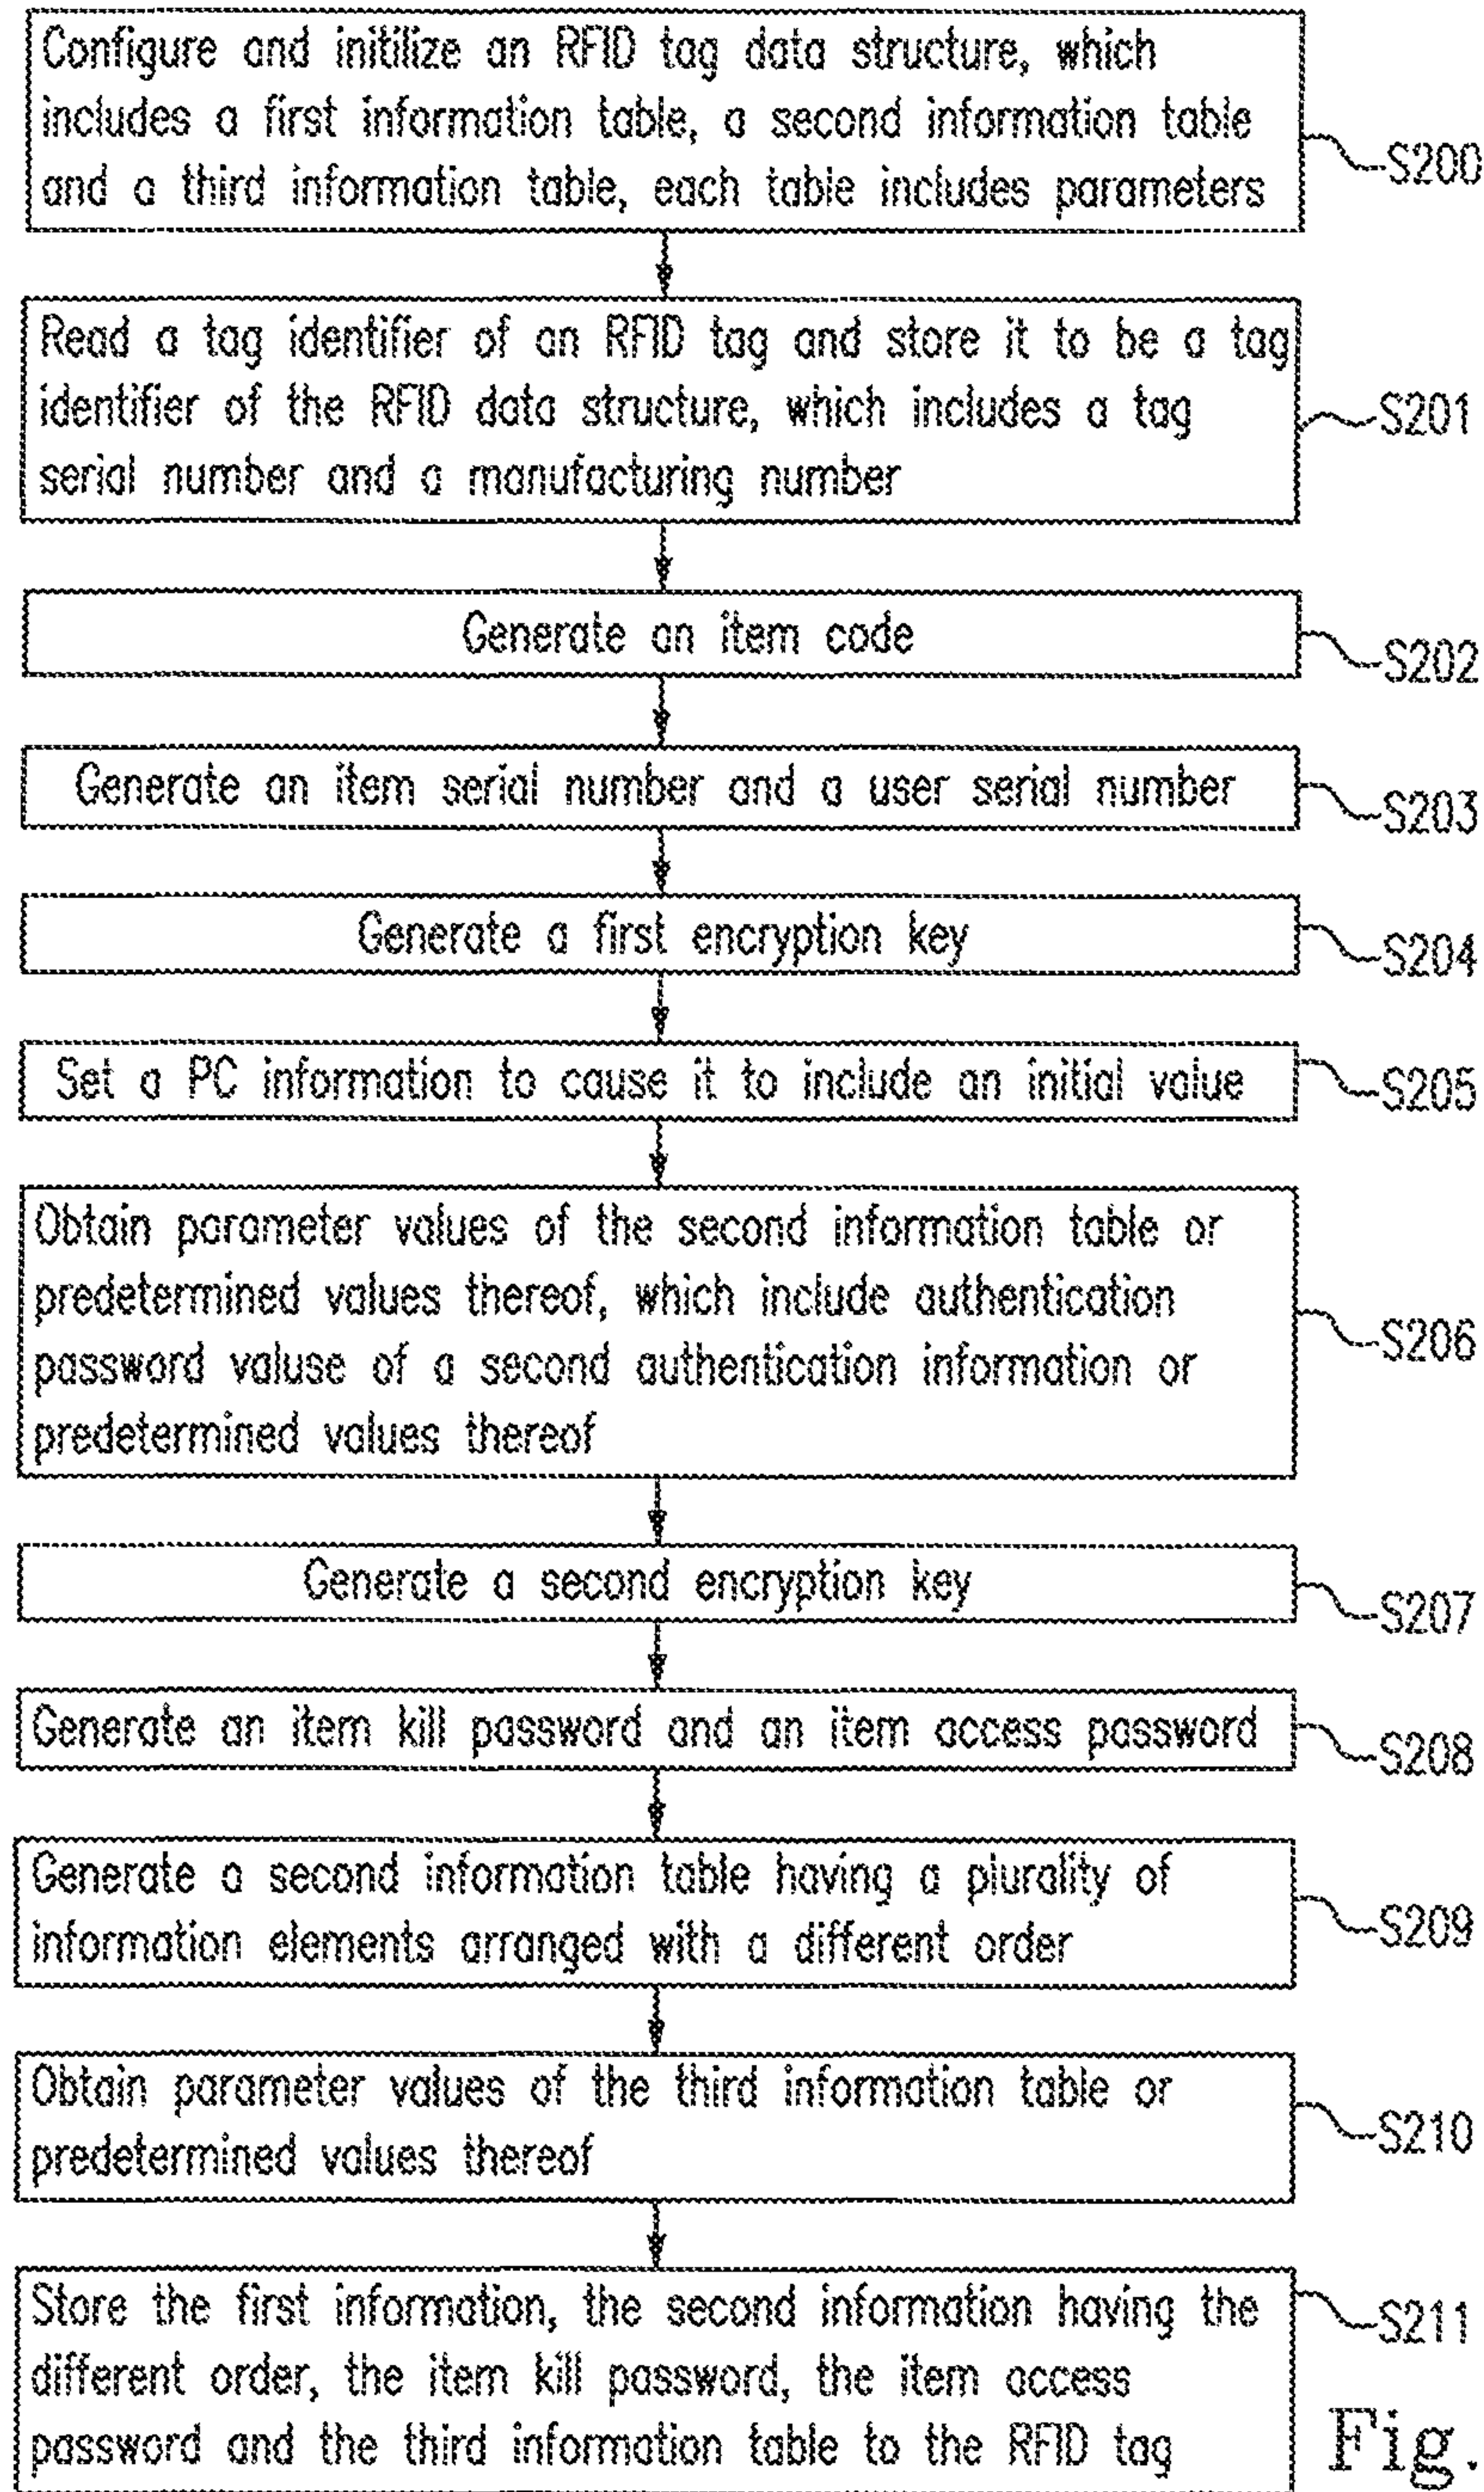 Configure and initilize an RFID tag data structure, which
includes a first information table, a second information table
and a third information table, each table includes parameters
S200
Read a tag identifier of an RFID tag and store it to be a tag
identifier of the RFID data structure, which includes a tag
serial number and a manufacturing number
S201
Generate an item code
S202
Generate an item serial number and a user serial number
S203
Generate a first encryption key
S204
Set a PC information to cause it to include an initial value
S205
Obtain parameter values of the second information table or
predetermined values thereof, which include authentication
password valuse of a second authentication information or
predetermined values thereof
S206
Generate a second encryption key
S207
Generate an item kill password and an item access password
S208
Generate a second information table having a plurality of
information elements arranged with a different order
S209
Obtain parameter values of the third information table or
predetermined values thereof
S210
Store the first information, the second information having the
different order, the item kill password, the item access
password and the third information table to the RFID tag
S211
Fig.